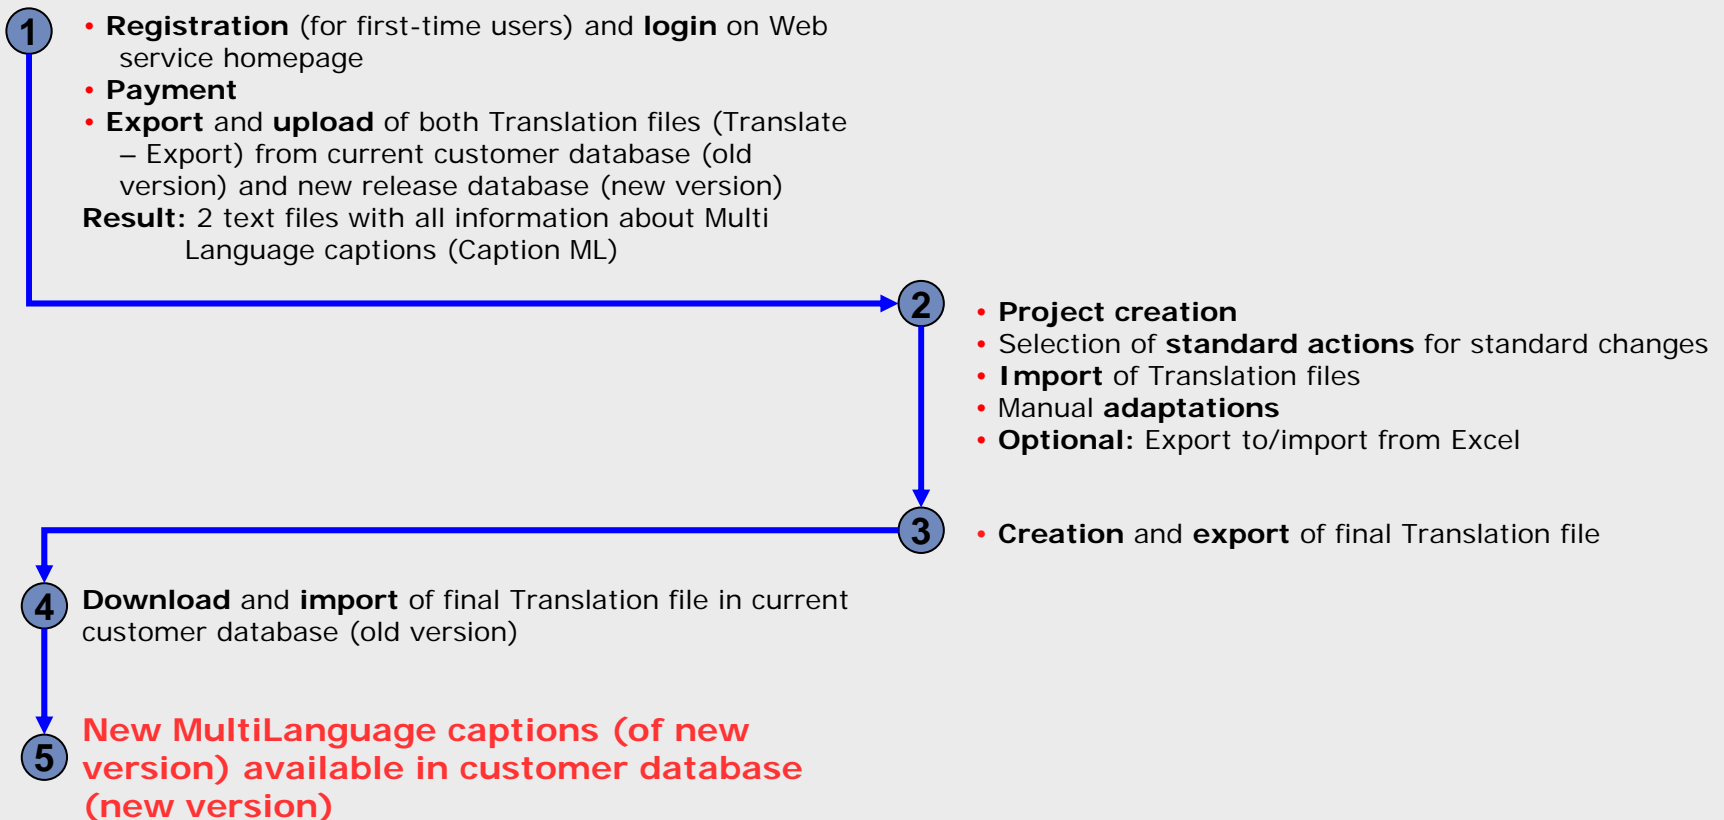 1
• Registration (for first-time users) and login on Web
service homepage
• Payment
• Export and upload of both Translation files (Translate
– Export) from current customer database (old
version) and new release database (new version)
Result: 2 text files with all information about Multi
Language captions (Caption ML)
2
• Project creation
• Selection of standard actions for standard changes
• Import of Translation files
• Manual adaptations
• Optional: Export to/import from Excel
3
• Creation and export of final Translation file
4
Download and import of final Translation file in current
customer database (old version)
5
New MultiLanguage captions (of new
version) available in customer database
(new version)